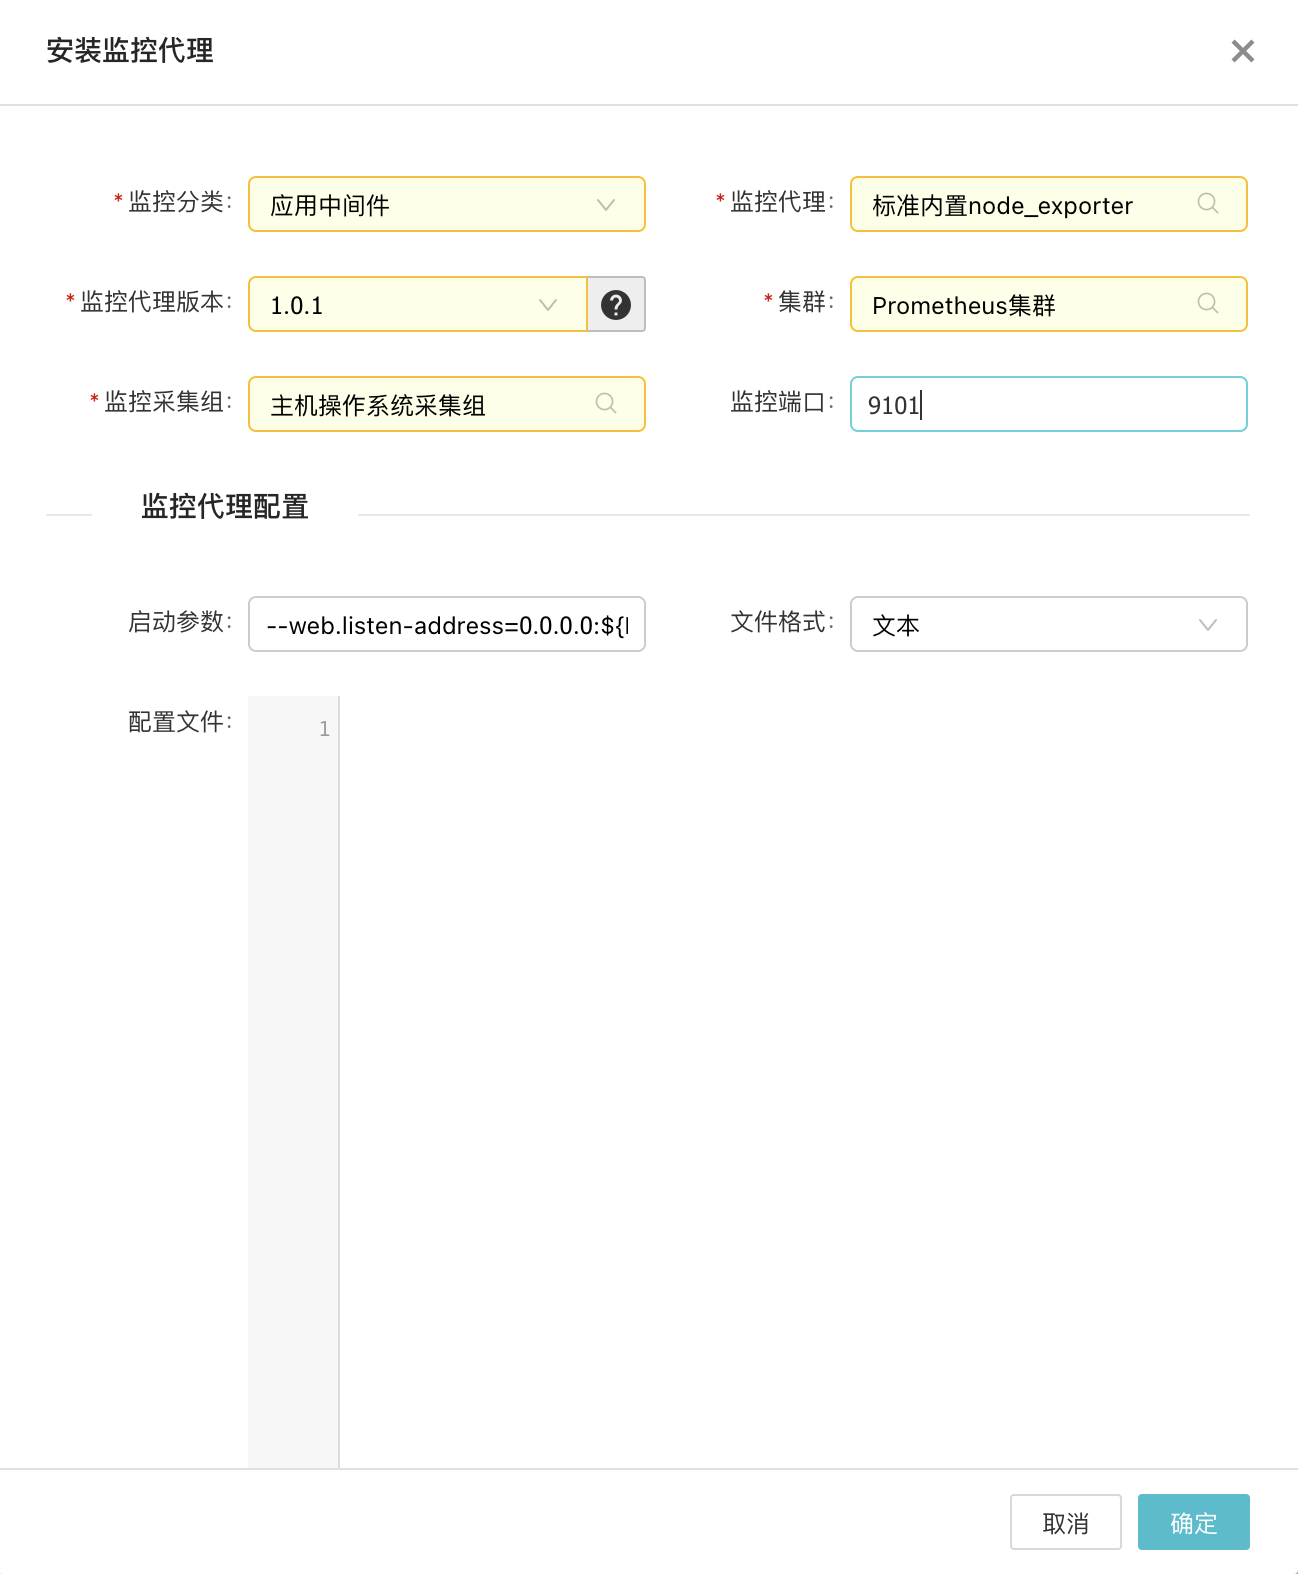 安装监控代理
* 监控分类: 应用中间件
* 监控代理: 标准内置node_exporter
* 监控代理版本: 1.0.1
* 集群: Prometheus集群
* 监控采集组: 主机操作系统采集组
监控端口: 9101
监控代理配置
启动参数: --web.listen-address=0.0.0.0:${
文件格式: 文本
配置文件:
1
取消 确定